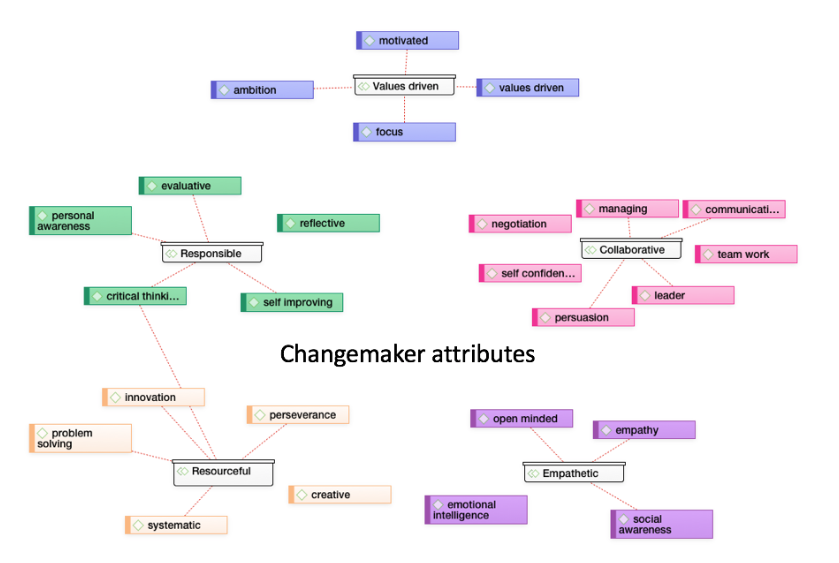 motivated
ambition
Values driven
values driven
focus
evaluative
personal
awareness
reflective
Responsible
critical thinki...
self improving
managing
communicati...
negotiation
Collaborative
team work
self confiden...
leader
persuasion
Changemaker attributes
innovation
perseverance
problem
solving
Resourceful
creative
systematic
open minded
empathy
Empathetic
emotional
intelligence
social
awareness